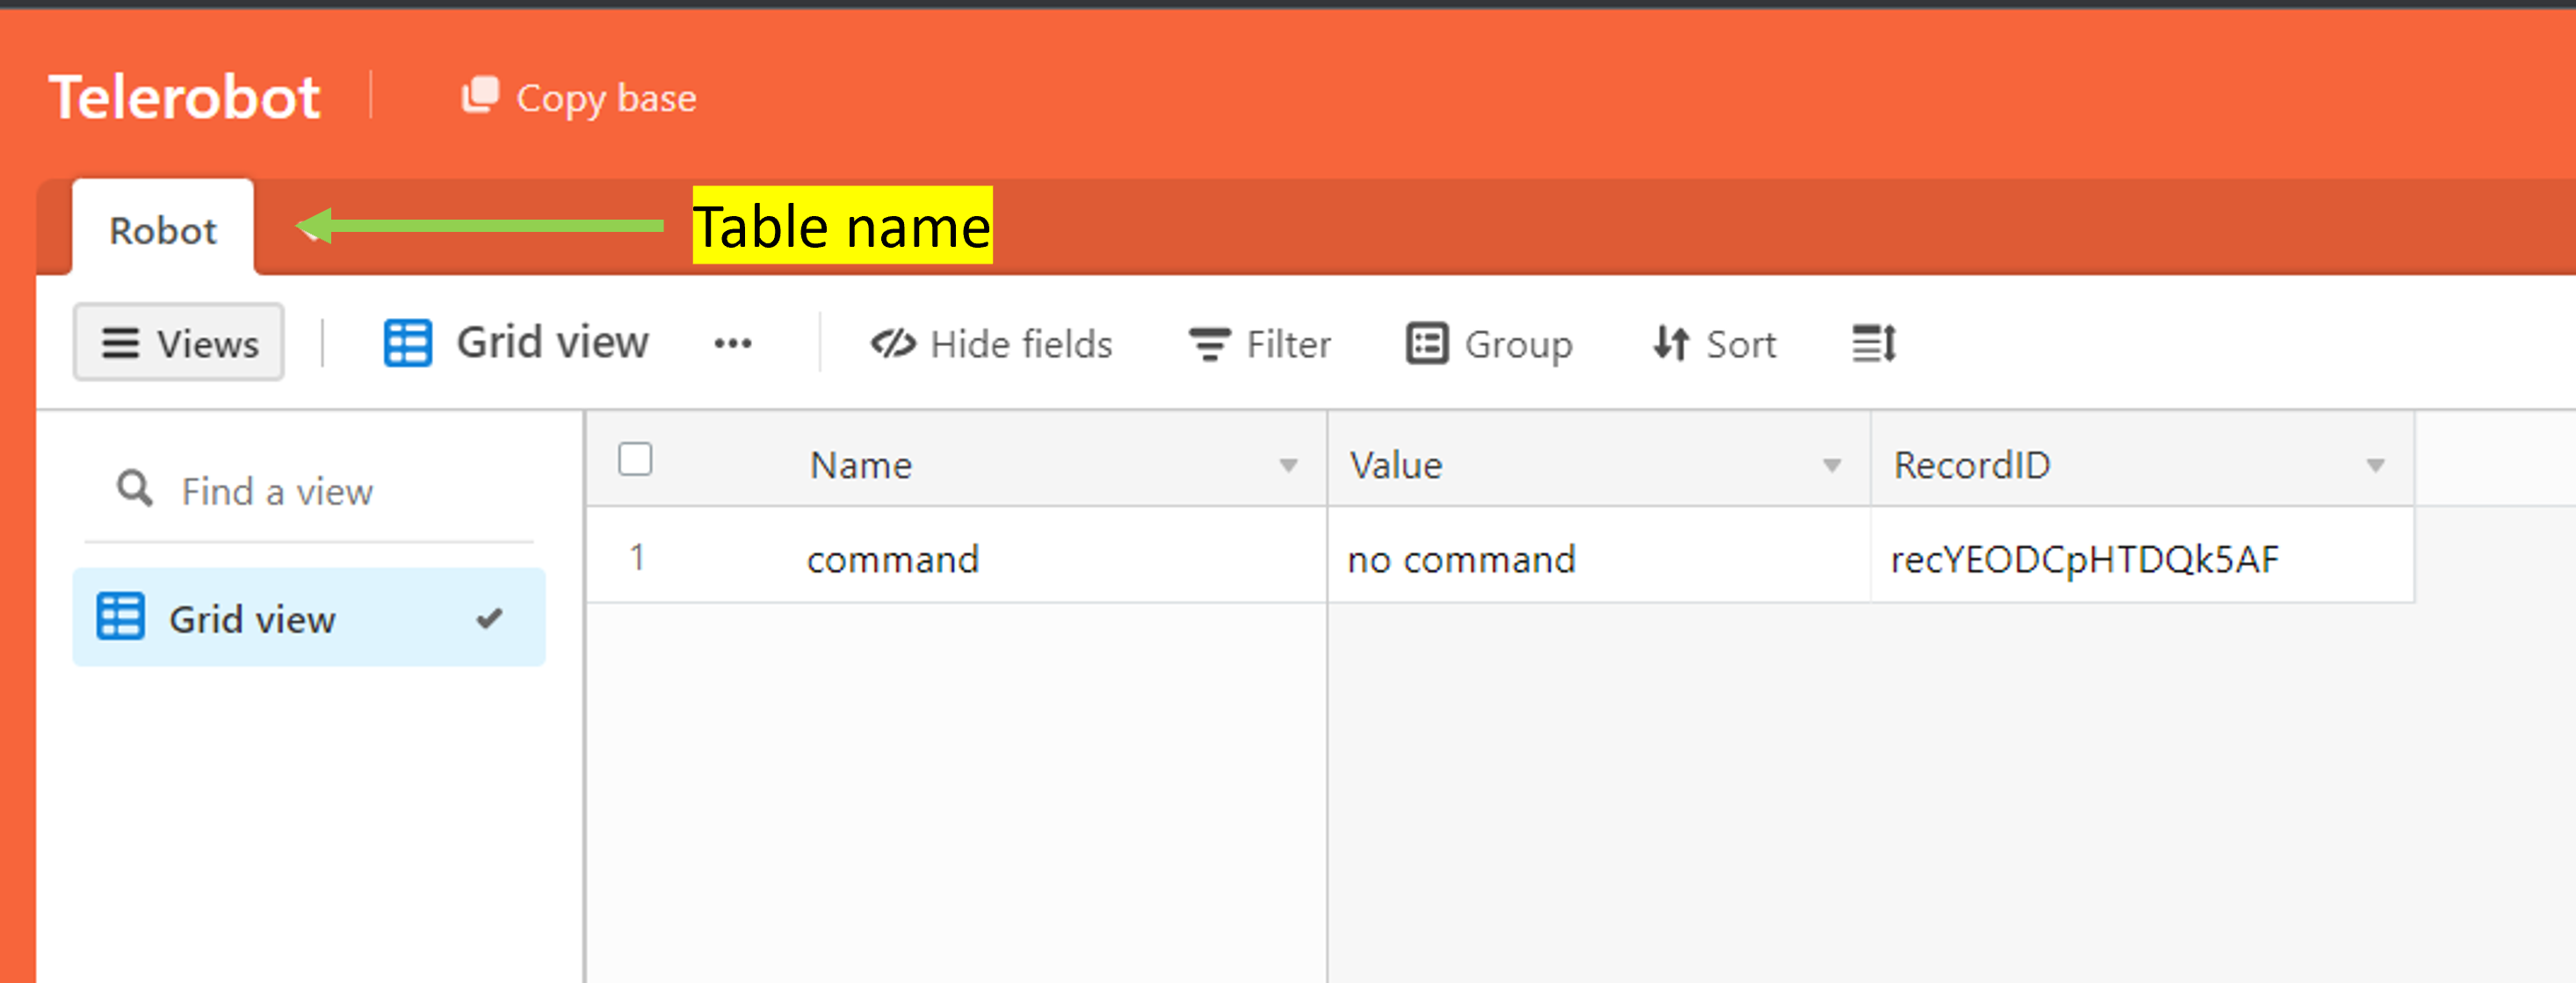 Telerobot Copy base
Robot Table name
Views Grid view Hide fields Filter Group Sort
Find a view
Name Value RecordID
1 command no command recYEODCpHTDQk5AF
Grid view